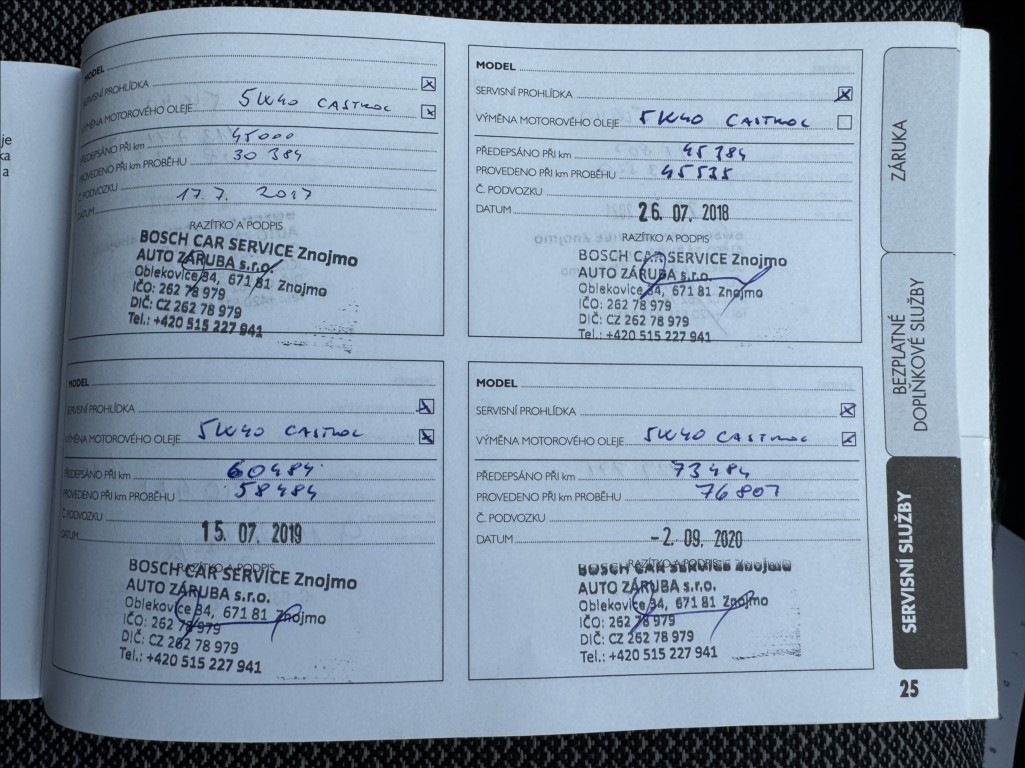 je
ka
a
MODEL
SERVISNÍ PROHLÍDKA
VÝMĚNA MOTOROVÉHO OLEJE 5W40 CASTROL
PŘEDEPSÁNO PŘI km 45000
PROVEDENO PŘI km PROBĚHU 30 384
Č. PODVOZKU
DATUM 17. 7. 2017
RAZÍTKO A PODPIS
BOSCH CAR SERVICE Znojmo
AUTO ZÁRUBA s.r.o.
Oblekovice 34, 671 81 Znojmo
IČO: 262 78 979
DIČ: CZ 262 78 979
Tel.: +420 515 227 941
MODEL
SERVISNÍ PROHLÍDKA
VÝMĚNA MOTOROVÉHO OLEJE 5W40 CASTROL
PŘEDEPSÁNO PŘI km 45384
PROVEDENO PŘI km PROBĚHU 45535
Č. PODVOZKU
DATUM 26. 07. 2018
RAZÍTKO A PODPIS
BOSCH CAR SERVICE Znojmo
AUTO ZÁRUBA s.r.o.
Oblekovice 34, 671 81 Znojmo
IČO: 262 78 979
DIČ: CZ 262 78 979
Tel.: +420 515 227 941
MODEL
SERVISNÍ PROHLÍDKA
VÝMĚNA MOTOROVÉHO OLEJE 5W40 CASTROL
PŘEDEPSÁNO PŘI km 60484
PROVEDENO PŘI km PROBĚHU 58484
Č. PODVOZKU
DATUM 15. 07. 2019
RAZÍTKO A PODPIS
BOSCH CAR SERVICE Znojmo
AUTO ZÁRUBA s.r.o.
Oblekovice 34, 671 81 Znojmo
IČO: 262 78 979
DIČ: CZ 262 78 979
Tel.: +420 515 227 941
MODEL
SERVISNÍ PROHLÍDKA
VÝMĚNA MOTOROVÉHO OLEJE 5W40 CASTROL
PŘEDEPSÁNO PŘI km 73484
PROVEDENO PŘI km PROBĚHU 76807
Č. PODVOZKU
DATUM -2. 09. 2020
RAZÍTKO A PODPIS
BOSCH CAR SERVICE Znojmo
AUTO ZÁRUBA s.r.o.
Oblekovice 34, 671 81 Znojmo
IČO: 262 78 979
DIČ: CZ 262 78 979
Tel.: +420 515 227 941
ZÁRUKA
BEZPLATNÉ
DOPLŇKOVÉ SLUŽBY
SERVISNÍ SLUŽBY
25